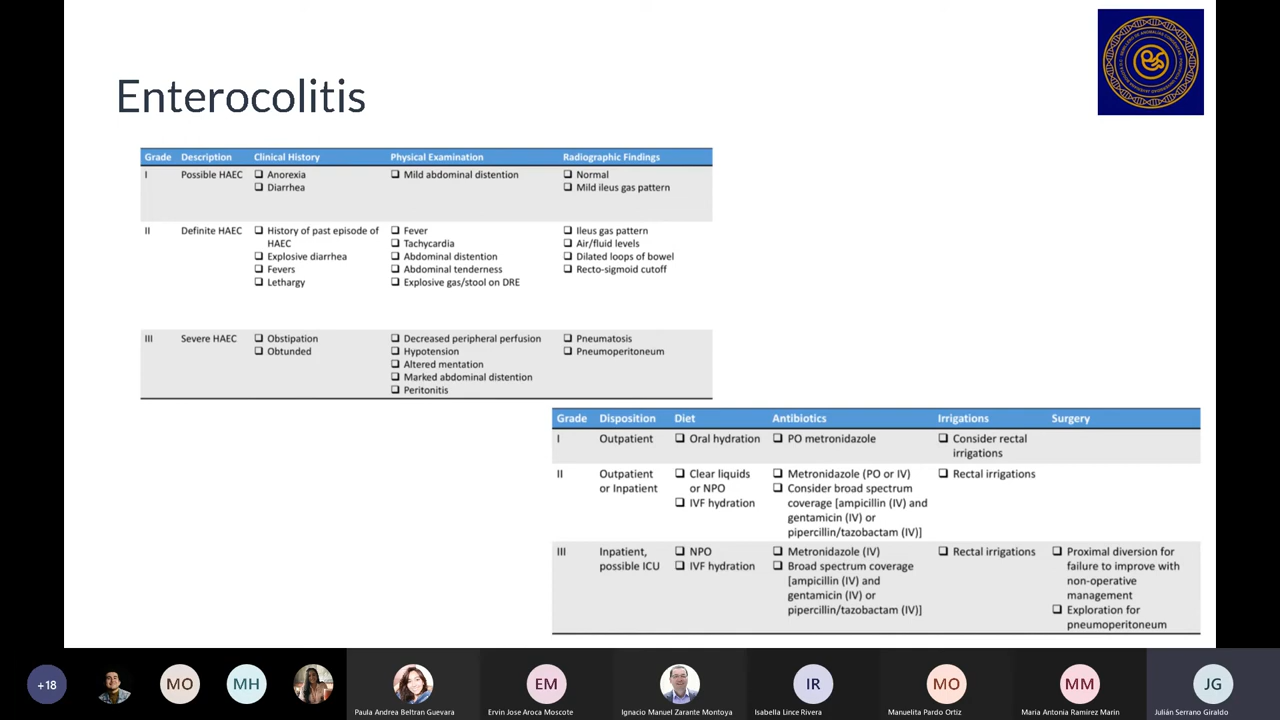 Enterocolitis
Grade Description Clinical History Physical Examination Radiographic Findings
I Possible HAEC ❑ Anorexia ❑ Mild abdominal distention ❑ Normal
❑ Diarrhea ❑ Mild ileus gas pattern
II Definite HAEC ❑ History of past episode of ❑ Fever ❑ Ileus gas pattern
HAEC ❑ Tachycardia ❑ Air/fluid levels
❑ Explosive diarrhea ❑ Abdominal distention ❑ Dilated loops of bowel
❑ Fevers ❑ Abdominal tenderness ❑ Recto-sigmoid cutoff
❑ Lethargy ❑ Explosive gas/stool on DRE
III Severe HAEC ❑ Obstipation ❑ Decreased peripheral perfusion ❑ Pneumatosis
❑ Obtunded ❑ Hypotension ❑ Pneumoperitoneum
❑ Altered mentation
❑ Marked abdominal distention
❑ Peritonitis
Grade Disposition Diet Antibiotics Irrigations Surgery
I Outpatient ❑ Oral hydration ❑ PO metronidazole ❑ Consider rectal
irrigations
II Outpatient ❑ Clear liquids ❑ Metronidazole (PO or IV) ❑ Rectal irrigations
or Inpatient or NPO ❑ Consider broad spectrum
❑ IVF hydration coverage [ampicillin (IV) and
gentamicin (IV) or
pipercillin/tazobactam (IV)]
III Inpatient, ❑ NPO ❑ Metronidazole (IV) ❑ Rectal irrigations ❑ Proximal diversion for
possible ICU ❑ IVF hydration ❑ Broad spectrum coverage failure to improve with
[ampicillin (IV) and non-operative
gentamicin (IV) or management
pipercillin/tazobactam (IV)] ❑ Exploration for
pneumoperitoneum
+18 MO MH EM IR MO MM JG
Paula Andrea Beltran Guevara Ervin Jose Aroca Moscote Ignacio Manuel Zarante Montoya Isabella Lince Rivera Manuelita Pardo Ortiz Maria Antonia Ramirez Marin Julián Serrano Giraldo